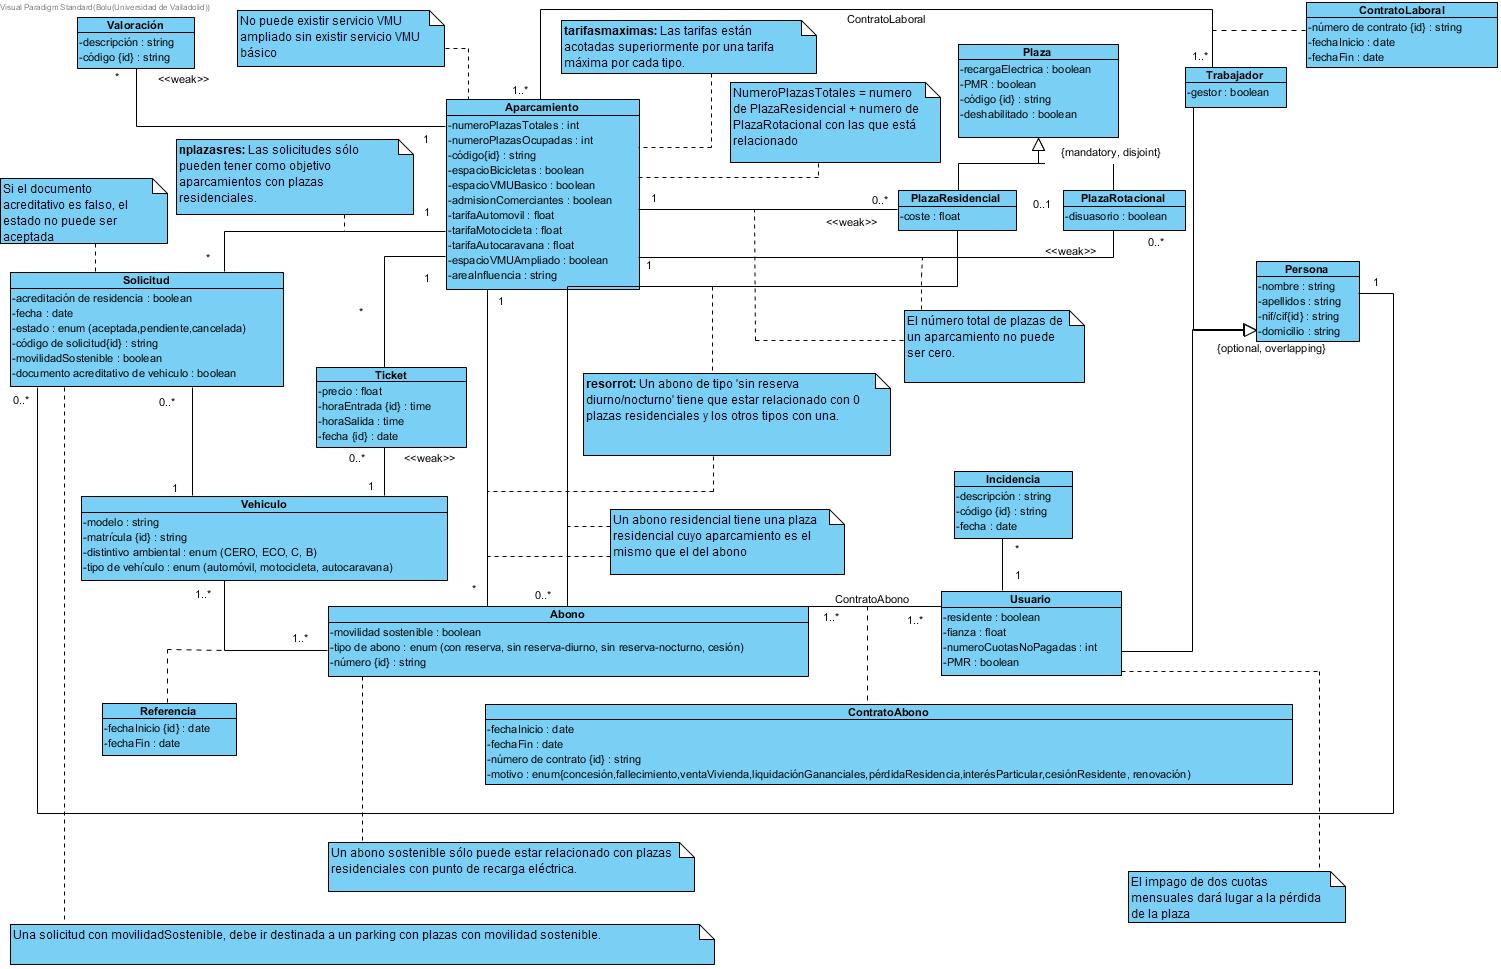 Visual Paradigm Standard(Bolu(Universidad de Valladolid))
Valoración
-descripción : string
-código {id} : string
*
<<weak>>
No puede existir servicio VMU
ampliado sin existir servicio VMU
básico
tarifasmaximas: Las tarifas están
acotadas superiormente por una tarifa
máxima por cada tipo.
ContratoLaboral
ContratoLaboral
-número de contrato {id} : string
-fechaInicio : date
-fechaFin : date
1..*
Trabajador
-gestor : boolean
Plaza
-recargaElectrica : boolean
-PMR : boolean
-código {id} : string
-deshabilitado : boolean
{mandatory, disjoint}
NumeroPlazasTotales = numero
de PlazaResidencial + numero de
PlazaRotacional con las que está
relacionado
1..*
Aparcamiento
-numeroPlazasTotales : int
-numeroPlazasOcupadas : int
-código{id} : string
-espacioBicicletas : boolean
-espacioVMUBasico : boolean
-admisionComerciantes : boolean
-tarifaAutomovil : float
-tarifaMotocicleta : float
-tarifaAutocaravana : float
-espacioVMUAmpliado : boolean
-areaInfluencia : string
1
nplazasres: Las solicitudes sólo
pueden tener como objetivo
aparcamientos con plazas
residenciales.
Si el documento
acreditativo es falso, el
estado no puede ser
aceptada
1
*
1
0..*
<<weak>>
PlazaResidencial
-coste : float
0..1
PlazaRotacional
-disuasorio : boolean
0..*
<<weak>>
1
1
1
*
Solicitud
-acreditación de residencia : boolean
-fecha : date
-estado : enum (aceptada,pendiente,cancelada)
-código de solicitud{id} : string
-movilidadSostenible : boolean
-documento acreditativo de vehiculo : boolean
0..*
0..*
Persona
-nombre : string
-apellidos : string
-nif/cif{id} : string
-domicilio : string
1
{optional, overlapping}
El número total de plazas de
un aparcamiento no puede
ser cero.
Ticket
-precio : float
-horaEntrada {id} : time
-horaSalida : time
-fecha {id} : date
0..*
<<weak>>
resorrot: Un abono de tipo 'sin reserva
diurno/nocturno' tiene que estar relacionado con 0
plazas residenciales y los otros tipos con una.
1
1
Vehiculo
-modelo : string
-matrícula {id} : string
-distintivo ambiental : enum (CERO, ECO, C, B)
-tipo de vehículo : enum (automóvil, motocicleta, autocaravana)
1..*
Incidencia
-descripción : string
-código {id} : string
-fecha : date
*
1
Un abono residencial tiene una plaza
residencial cuyo aparcamiento es el
mismo que el del abono
*
0..*
1..*
Abono
-movilidad sostenible : boolean
-tipo de abono : enum (con reserva, sin reserva-diurno, sin reserva-nocturno, cesión)
-número {id} : string
ContratoAbono
1..*
1..*
Usuario
-residente : boolean
-fianza : float
-numeroCuotasNoPagadas : int
-PMR : boolean
Referencia
-fechaInicio {id} : date
-fechaFin : date
ContratoAbono
-fechaInicio : date
-fechaFin : date
-número de contrato {id} : string
-motivo : enum{concesión,fallecimiento,ventaVivienda,liquidaciónGananciales,pérdidaResidencia,interésParticular,cesiónResidente, renovación)
Un abono sostenible sólo puede estar relacionado con plazas
residenciales con punto de recarga eléctrica.
El impago de dos cuotas
mensuales dará lugar a la pérdida
de la plaza
Una solicitud con movilidadSostenible, debe ir destinada a un parking con plazas con movilidad sostenible.